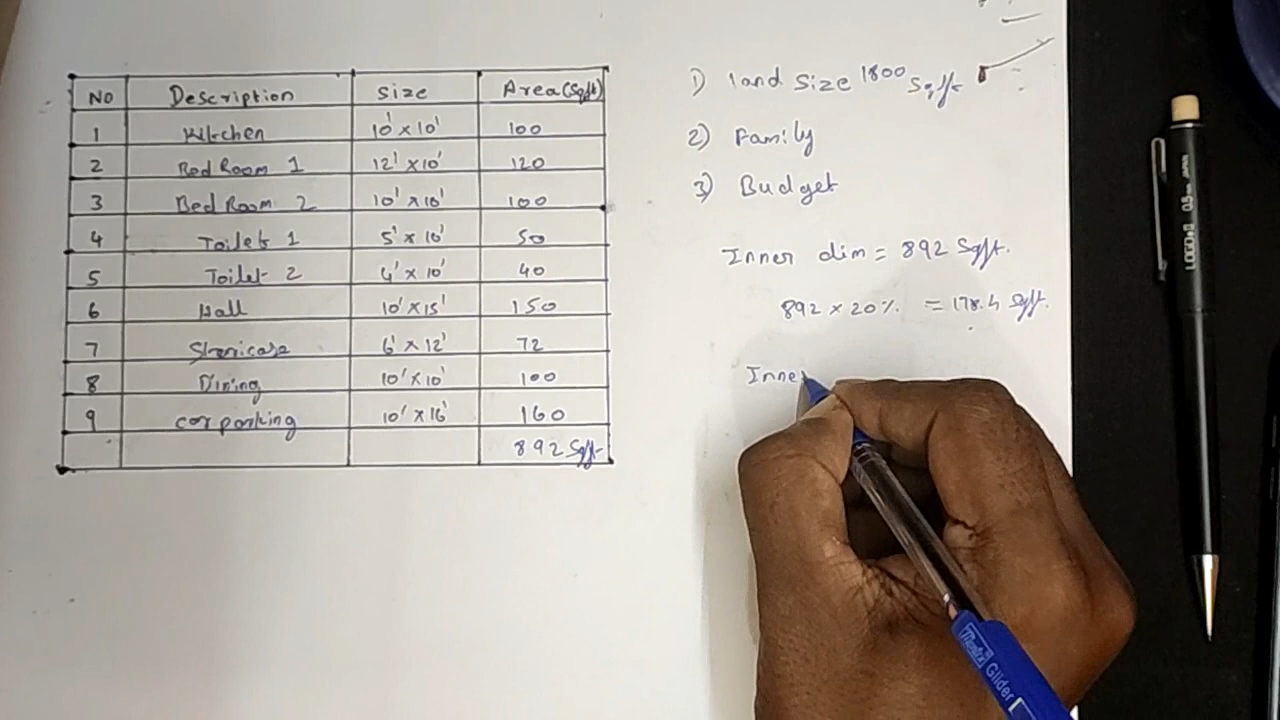 NO Description Size Area(Sqft)
1 Kitchen 10' x 10' 100
2 Bed Room 1 12' x 10' 120
3 Bed Room 2 10' x 10' 100
4 Toilet 1 5' x 10' 50
5 Toilet 2 4' x 10' 40
6 Hall 10' x 15' 150
7 Staircase 6' x 12' 72
8 Dining 10' x 10' 100
9 car parking 10' x 16' 160
892 Sqft
1) land Size 1800 Sqft
2) Family
3) Budget
Inner dim = 892 Sqft.
892 x 20% = 178.4 Sqft.
Inner
LOGO 0.5
Glider